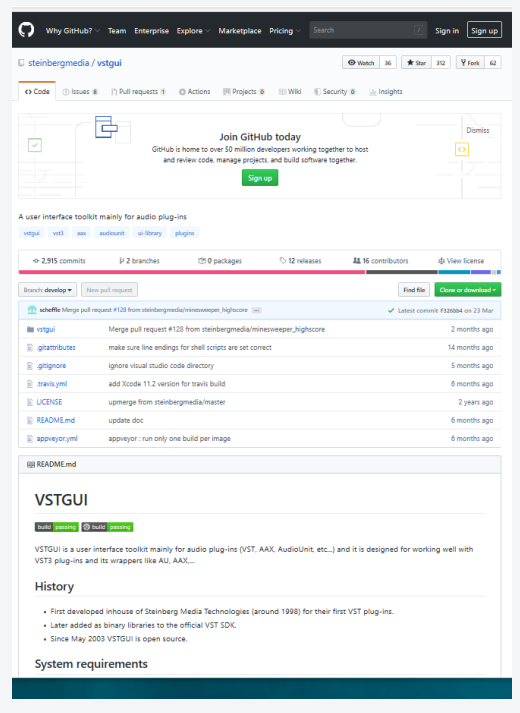 Why GitHub? Team Enterprise Explore Marketplace Pricing Search / Sign in Sign up
steinbergmedia / vstgui Watch 36 Star 312 Fork 62
Code Issues 8 Pull requests 1 Actions Projects 0 Wiki Security 0 Insights
Join GitHub today
Dismiss
GitHub is home to over 50 million developers working together to host
and review code, manage projects, and build software together.
Sign up
A user interface toolkit mainly for audio plug-ins
vstgui vst3 aax audiounit ui-library plugins
2,915 commits 2 branches 0 packages 12 releases 16 contributors View license
Branch: develop New pull request Find file Clone or download
scheffle Merge pull request #128 from steinbergmedia/minesweeper_highscore Latest commit on 23 Mar
vstgui Merge pull request #128 from steinbergmedia/minesweeper_highscore 2 months ago
.gitattributes make sure line endings for shell scripts are set correct 14 months ago
.gitignore ignore visual studio code directory 5 months ago
.travis.yml add Xcode 11.2 version for travis build 6 months ago
LICENSE upmerge from steinbergmedia/master 2 years ago
README.md update doc 6 months ago
appveyor.yml appveyor : run only one build per image 6 months ago
README.md
VSTGUI
build passing build passing
VSTGUI is a user interface toolkit mainly for audio plug-ins (VST, AAX, AudioUnit, etc...) and it is designed for working well with
VST3 plug-ins and its wrappers like AU, AAX,...
History
• First developed inhouse of Steinberg Media Technologies (around 1998) for their first VST plug-ins.
• Later added as binary libraries to the official VST SDK.
• Since May 2003 VSTGUI is open source.
System requirements